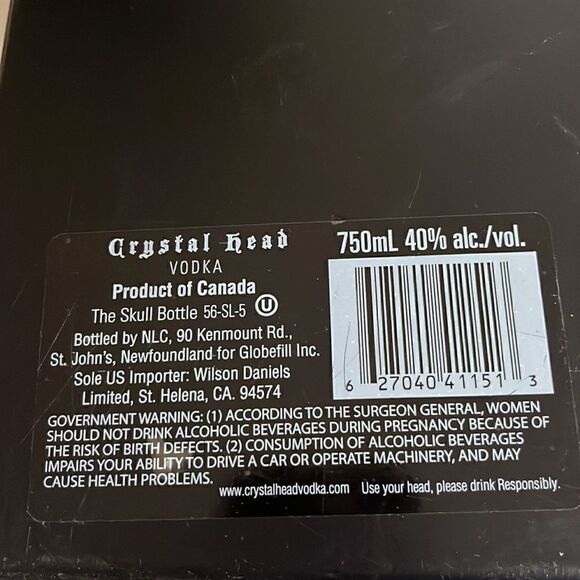 Crystal Head
VODKA
Product of Canada
The Skull Bottle 56-SL-5 U
Bottled by NLC, 90 Kenmount Rd.,
St. John's, Newfoundland for Globefill Inc.
Sole US Importer: Wilson Daniels
Limited, St. Helena, CA. 94574
750mL 40% alc./vol.
6 27040 41151 3
GOVERNMENT WARNING: (1) ACCORDING TO THE SURGEON GENERAL, WOMEN
SHOULD NOT DRINK ALCOHOLIC BEVERAGES DURING PREGNANCY BECAUSE OF
THE RISK OF BIRTH DEFECTS. (2) CONSUMPTION OF ALCOHOLIC BEVERAGES
IMPAIRS YOUR ABILITY TO DRIVE A CAR OR OPERATE MACHINERY, AND MAY
CAUSE HEALTH PROBLEMS.
www.crystalheadvodka.com Use your head, please drink Responsibly.